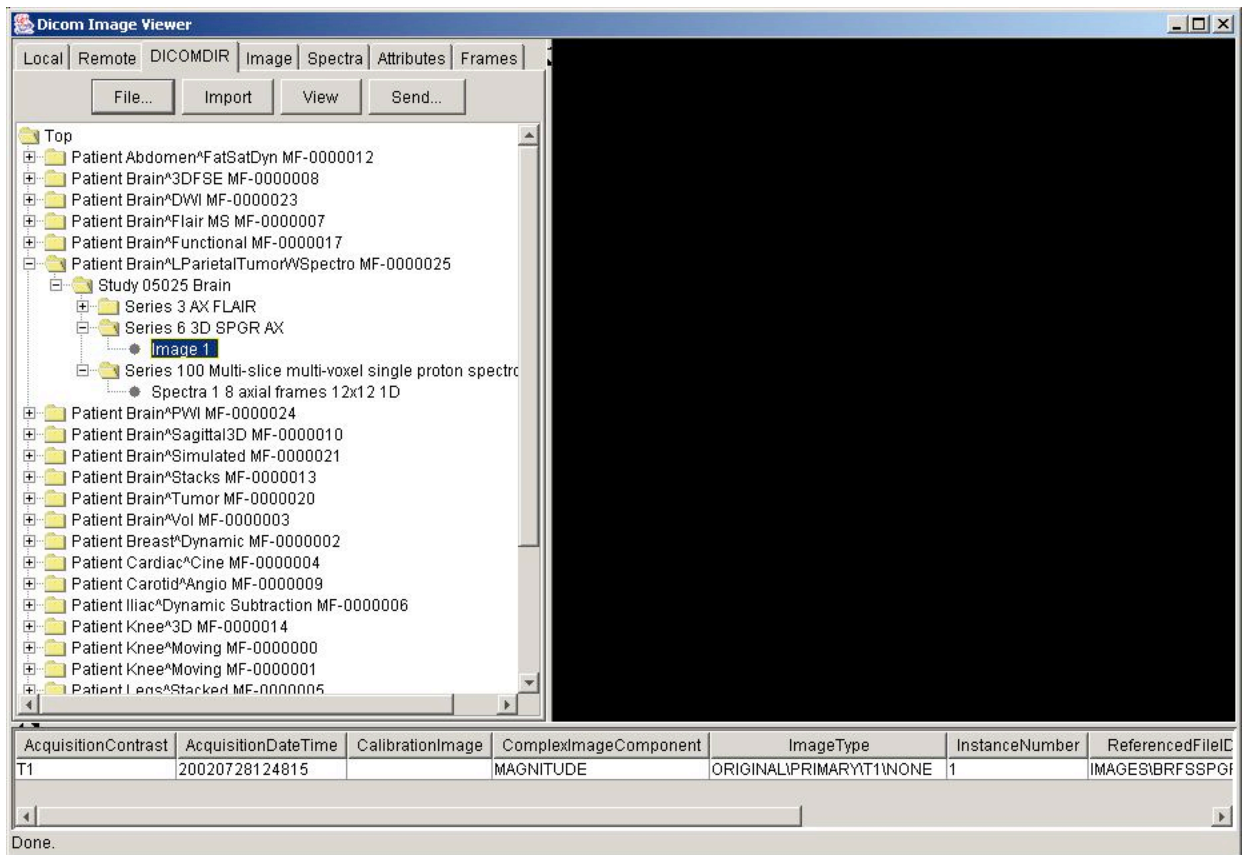 Dicom Image Viewer
Local Remote DICOMDIR Image Spectra Attributes Frames
File... Import View Send...
Top
Patient Abdomen^FatSatDyn MF-0000012
Patient Brain^3DFSE MF-0000008
Patient Brain^DWI MF-0000023
Patient Brain^Flair MS MF-0000007
Patient Brain^Functional MF-0000017
Patient Brain^LParietalTumorWSpectro MF-0000025
Study 05025 Brain
Series 3 AX FLAIR
Series 6 3D SPGR AX
Image 1
Series 100 Multi-slice multi-voxel single proton spectro
Spectra 1 8 axial frames 12x12 1D
Patient Brain^PWI MF-0000024
Patient Brain^Sagittal3D MF-0000010
Patient Brain^Simulated MF-0000021
Patient Brain^Stacks MF-0000013
Patient Brain^Tumor MF-0000020
Patient Brain^Vol MF-0000003
Patient Breast^Dynamic MF-0000002
Patient Cardiac^Cine MF-0000004
Patient Carotid^Angio MF-0000009
Patient Iliac^Dynamic Subtraction MF-0000006
Patient Knee^3D MF-0000014
Patient Knee^Moving MF-0000000
Patient Knee^Moving MF-0000001
Patient Legs^Stacked MF-0000005
AcquisitionContrast AcquisitionDateTime CalibrationImage ComplexImageComponent ImageType InstanceNumber ReferencedFileID
T1 20020728124815 MAGNITUDE ORIGINAL\PRIMARY\T1\NONE 1 IMAGES\BRFSSPGR
Done.